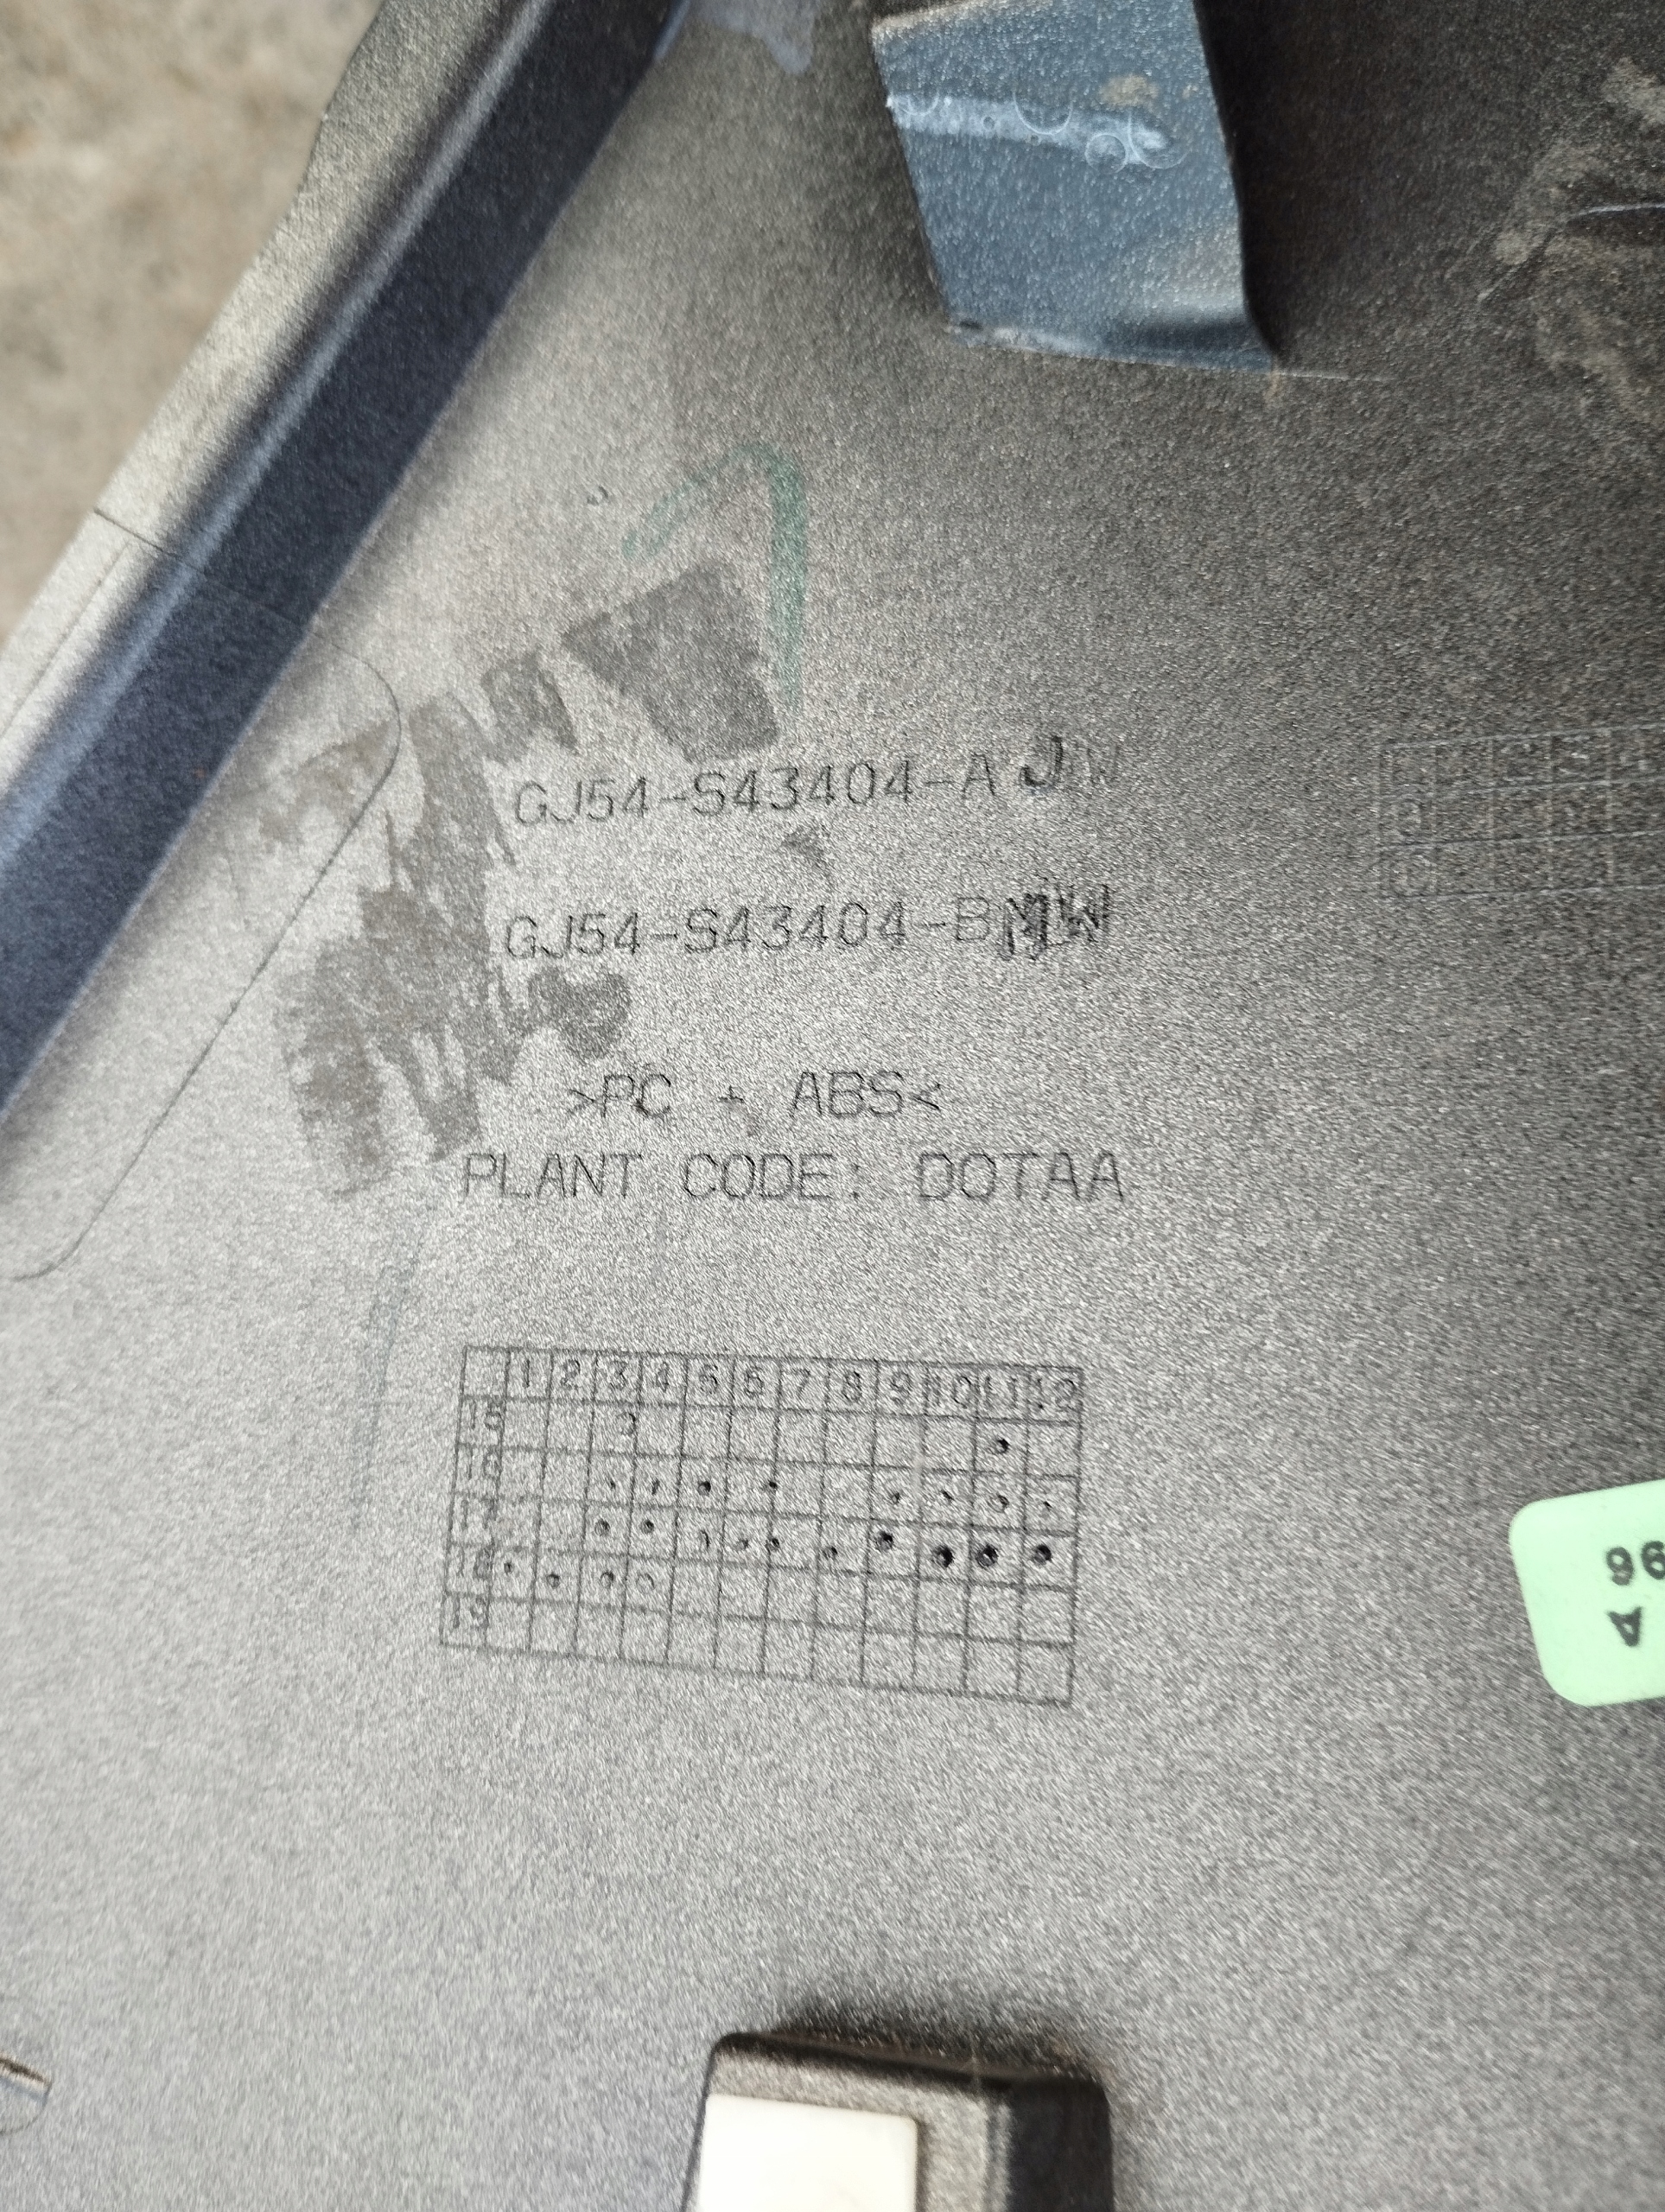 GJ54-S43404-AJW
GJ54-S43404-B
>PC + ABS<
PLANT CODE: DOTAA
1 2 3 4 5 6 7 8 9 10 11 12
15
16
17
18
19
96
A